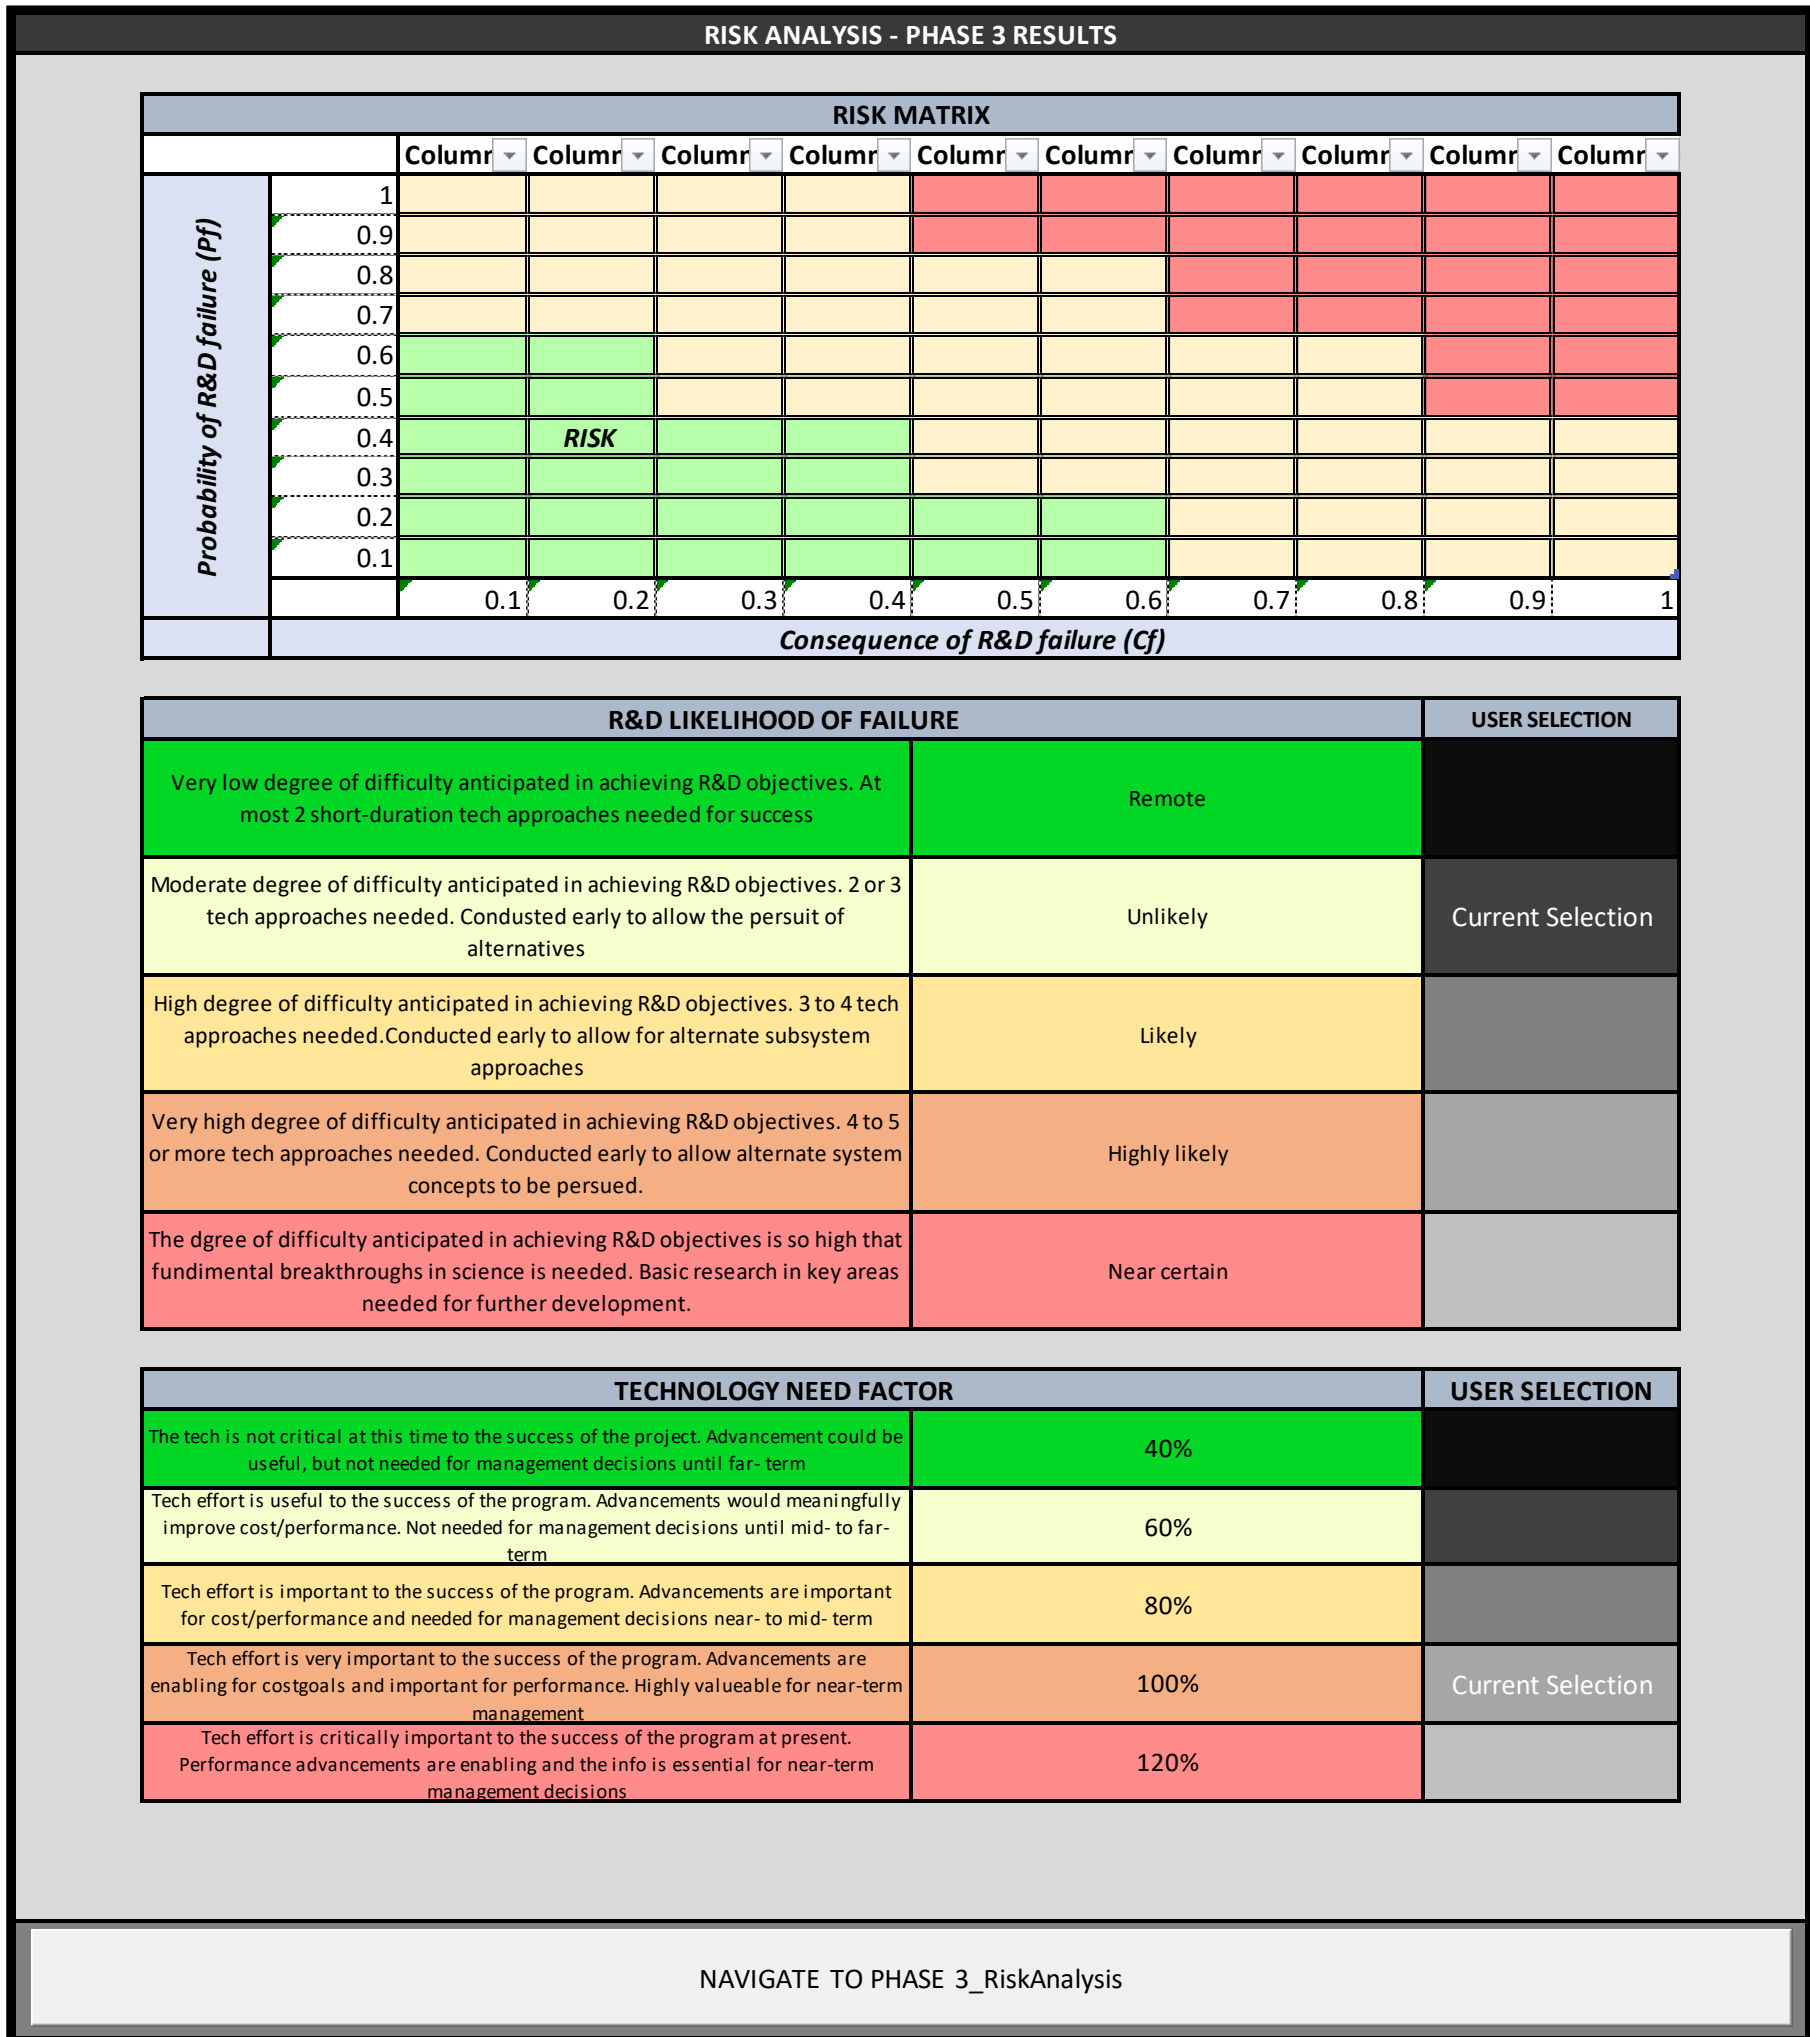 RISK ANALYSIS - PHASE 3 RESULTS
RISK MATRIX
Column Column Column Column Column Column Column Column Column Column
Probability of R&D failure (Pf)
1
0.9
0.8
0.7
0.6
0.5
0.4 RISK
0.3
0.2
0.1
0.1 0.2 0.3 0.4 0.5 0.6 0.7 0.8 0.9 1
Consequence of R&D failure (Cf)
R&D LIKELIHOOD OF FAILURE USER SELECTION
Very low degree of difficulty anticipated in achieving R&D objectives. At
most 2 short-duration tech approaches needed for success
Remote
Moderate degree of difficulty anticipated in achieving R&D objectives. 2 or 3
tech approaches needed. Condusted early to allow the persuit of
alternatives
Unlikely
Current Selection
High degree of difficulty anticipated in achieving R&D objectives. 3 to 4 tech
approaches needed.Conducted early to allow for alternate subsystem
approaches
Likely
Very high degree of difficulty anticipated in achieving R&D objectives. 4 to 5
or more tech approaches needed. Conducted early to allow alternate system
concepts to be persued.
Highly likely
The dgree of difficulty anticipated in achieving R&D objectives is so high that
fundimental breakthroughs in science is needed. Basic research in key areas
needed for further development.
Near certain
TECHNOLOGY NEED FACTOR USER SELECTION
The tech is not critical at this time to the success of the project. Advancement could be
useful, but not needed for management decisions until far- term
40%
Tech effort is useful to the success of the program. Advancements would meaningfully
improve cost/performance. Not needed for management decisions until mid- to far-
term
60%
Tech effort is important to the success of the program. Advancements are important
for cost/performance and needed for management decisions near- to mid- term
80%
Tech effort is very important to the success of the program. Advancements are
enabling for costgoals and important for performance. Highly valueable for near-term
management
100%
Current Selection
Tech effort is critically important to the success of the program at present.
Performance advancements are enabling and the info is essential for near-term
management decisions
120%
NAVIGATE TO PHASE 3_RiskAnalysis